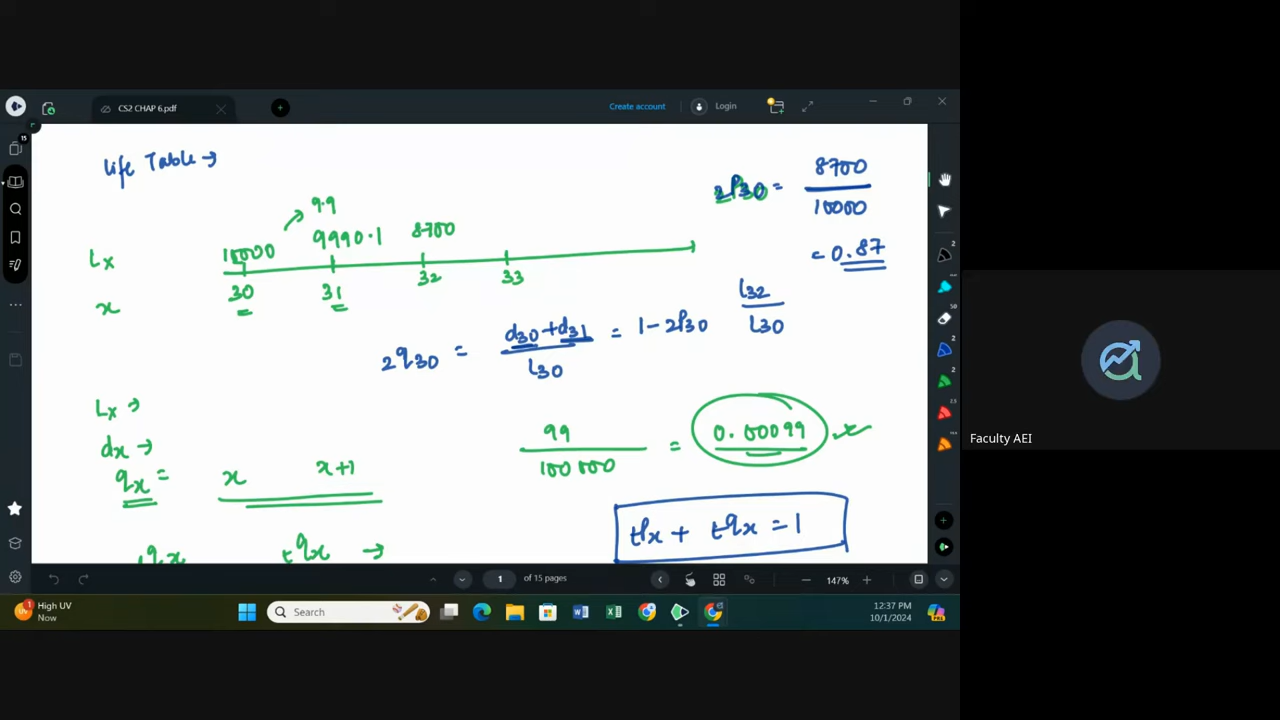 CS2 CHAP 6.pdf
Create account
Login
15
Life Table →
9.9
lx 10000 9990.1 8700
x 30 31 32 33
2p30 = 8700 / 10000
= 0.87
l32 / l30
2q30 = d30 + d31 / l30 = 1 - 2p30
lx →
dx →
qx = x x+1
99 / 100000 = 0.00099
tpx + tqx = 1
tqx →
Faculty AEI
1 of 15 pages
147%
High UV
Now
Search
12:37 PM
10/1/2024